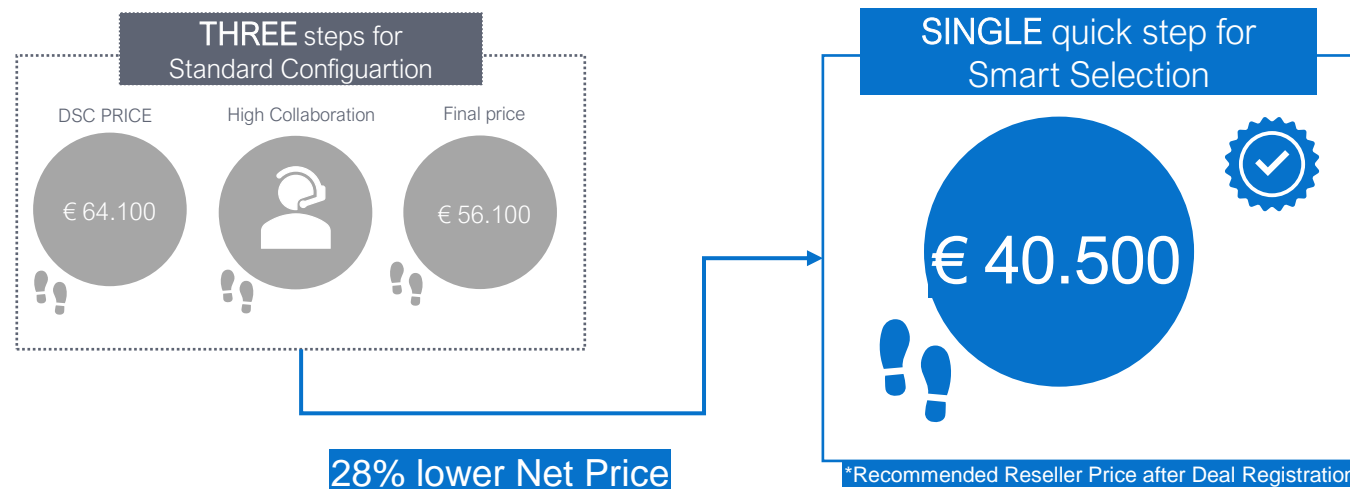 THREE steps for
Standard Configuartion
DSC PRICE
High Collaboration
Final price
€ 64.100
€ 56.100
SINGLE quick step for
Smart Selection
€ 40.500
28% lower Net Price
*Recommended Reseller Price after Deal Registration